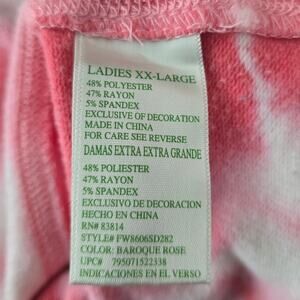 LADIES XX-LARGE
48% POLYESTER
47% RAYON
5% SPANDEX
EXCLUSIVE OF DECORATION
MADE IN CHINA
FOR CARE SEE REVERSE
DAMAS EXTRA EXTRA GRANDE
48% POLIESTER
47% RAYON
5% SPANDEX
EXCLUSIVO DE DECORACION
HECHO EN CHINA
RN# 83814
STYLE# FW8606SD282
COLOR: BAROQUE ROSE
UPC# 795071522338
INDICACIONES EN EL VERSO